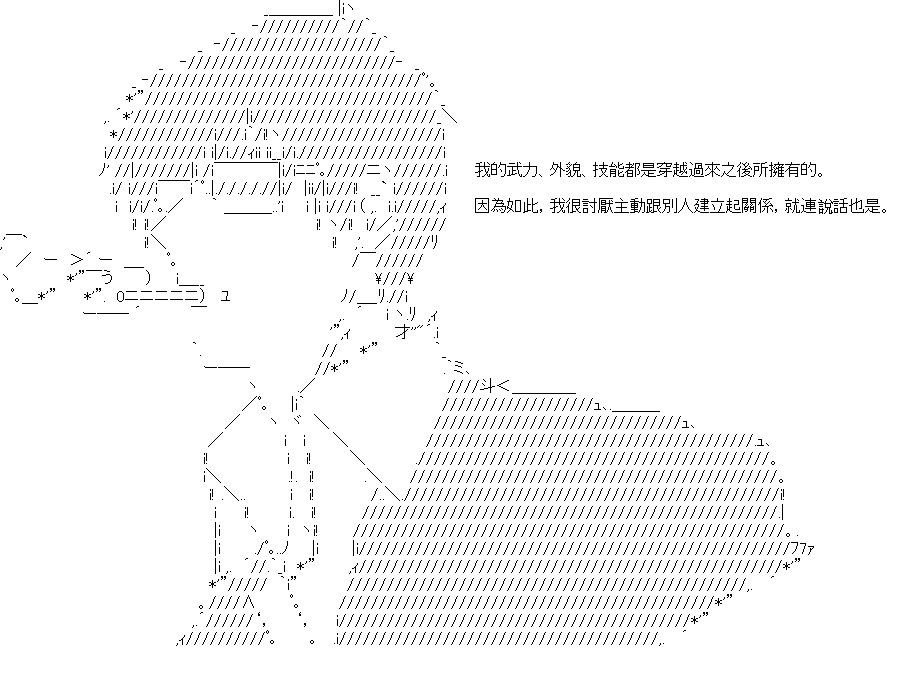 我的武力、外貌、技能都是穿越過來之後所擁有的。
因為如此，我很討厭主動跟別人建立起關係，就連說話也是。